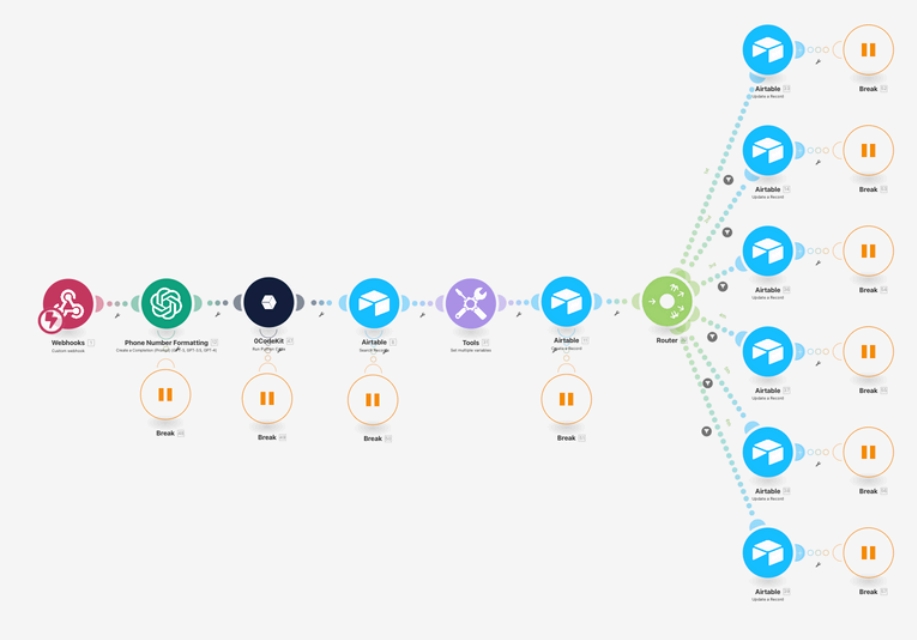 Airtable
Update a Record
Break
Airtable
Update a Record
Break
Airtable
Update a Record
Break
Webhooks
Custom webhook
Phone Number Formatting
Create a Completion (Prompt) (GPT-3, GPT-3.5, GPT-4)
0CodeKit
Run Python Code
Airtable
Search Records
Tools
Set multiple variables
Airtable
Create a Record
Router
Airtable
Update a Record
Break
Break
Break
Break
Break
Airtable
Update a Record
Break
Airtable
Update a Record
Break